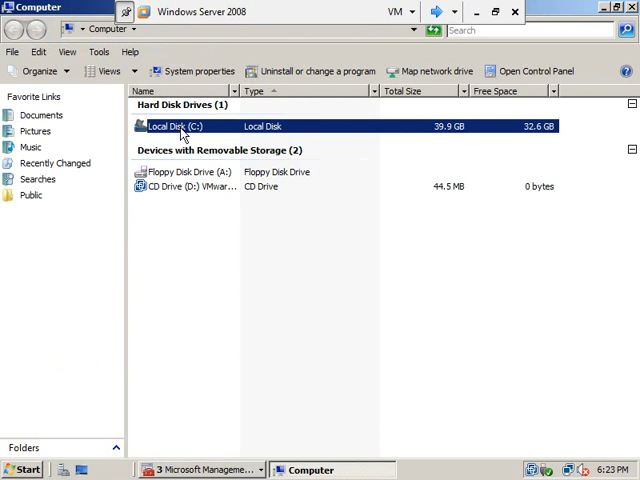 Computer
Windows Server 2008
VM
Computer
Search
File Edit View Tools Help
Organize Views System properties Uninstall or change a program Map network drive Open Control Panel
Favorite Links
Documents
Pictures
Music
Recently Changed
Searches
Public
Folders
Name Type Total Size Free Space
Hard Disk Drives (1)
Local Disk (C:) Local Disk 39.9 GB 32.6 GB
Devices with Removable Storage (2)
Floppy Disk Drive (A:) Floppy Disk Drive
CD Drive (D:) VMwar... CD Drive 44.5 MB 0 bytes
Start 3 Microsoft Manageme... Computer 6:23 PM